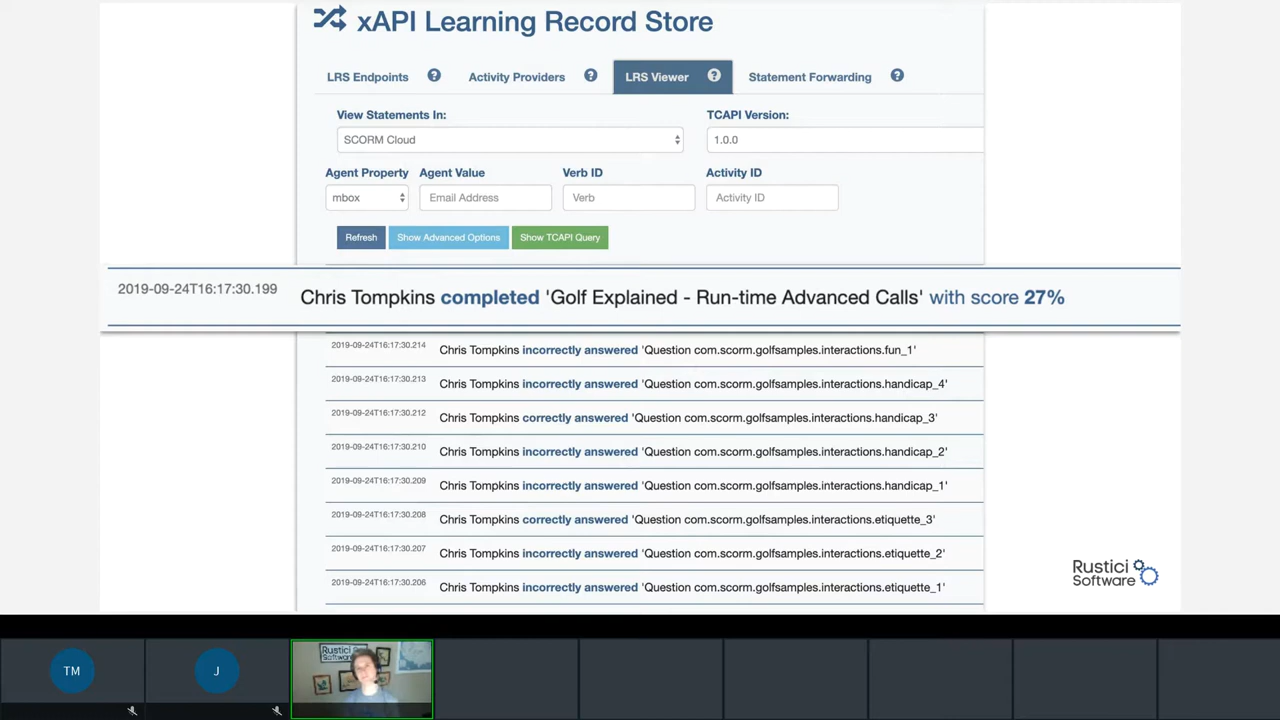 xAPI Learning Record Store
LRS Endpoints ? Activity Providers ? LRS Viewer ? Statement Forwarding ?
View Statements In: TCAPI Version:
SCORM Cloud 1.0.0
Agent Property Agent Value Verb ID Activity ID
mbox Email Address Verb Activity ID
Refresh Show Advanced Options Show TCAPI Query
2019-09-24T16:17:30.199 Chris Tompkins completed 'Golf Explained - Run-time Advanced Calls' with score 27%
2019-09-24T16:17:30.214 Chris Tompkins incorrectly answered 'Question com.scorm.golfsamples.interactions.fun_1'
2019-09-24T16:17:30.213 Chris Tompkins incorrectly answered 'Question com.scorm.golfsamples.interactions.handicap_4'
2019-09-24T16:17:30.212 Chris Tompkins correctly answered 'Question com.scorm.golfsamples.interactions.handicap_3'
2019-09-24T16:17:30.210 Chris Tompkins incorrectly answered 'Question com.scorm.golfsamples.interactions.handicap_2'
2019-09-24T16:17:30.209 Chris Tompkins incorrectly answered 'Question com.scorm.golfsamples.interactions.handicap_1'
2019-09-24T16:17:30.208 Chris Tompkins correctly answered 'Question com.scorm.golfsamples.interactions.etiquette_3'
2019-09-24T16:17:30.207 Chris Tompkins incorrectly answered 'Question com.scorm.golfsamples.interactions.etiquette_2'
2019-09-24T16:17:30.206 Chris Tompkins incorrectly answered 'Question com.scorm.golfsamples.interactions.etiquette_1'
Rustici
Software
TM J
Rustici
Software